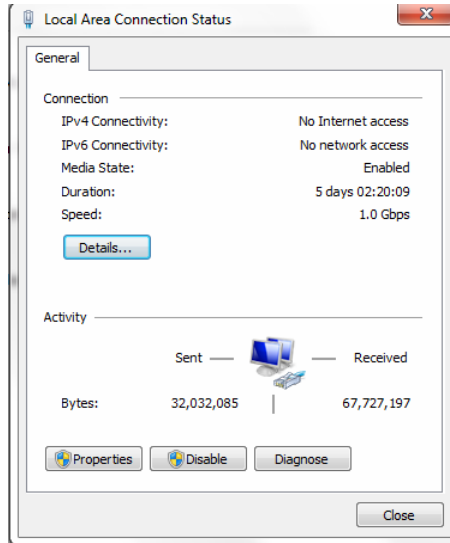 Local Area Connection Status
General
Connection
IPv4 Connectivity: No Internet access
IPv6 Connectivity: No network access
Media State: Enabled
Duration: 5 days 02:20:09
Speed: 1.0 Gbps
Details...
Activity
Sent Received
Bytes: 32,032,085 67,727,197
Properties Disable Diagnose
Close